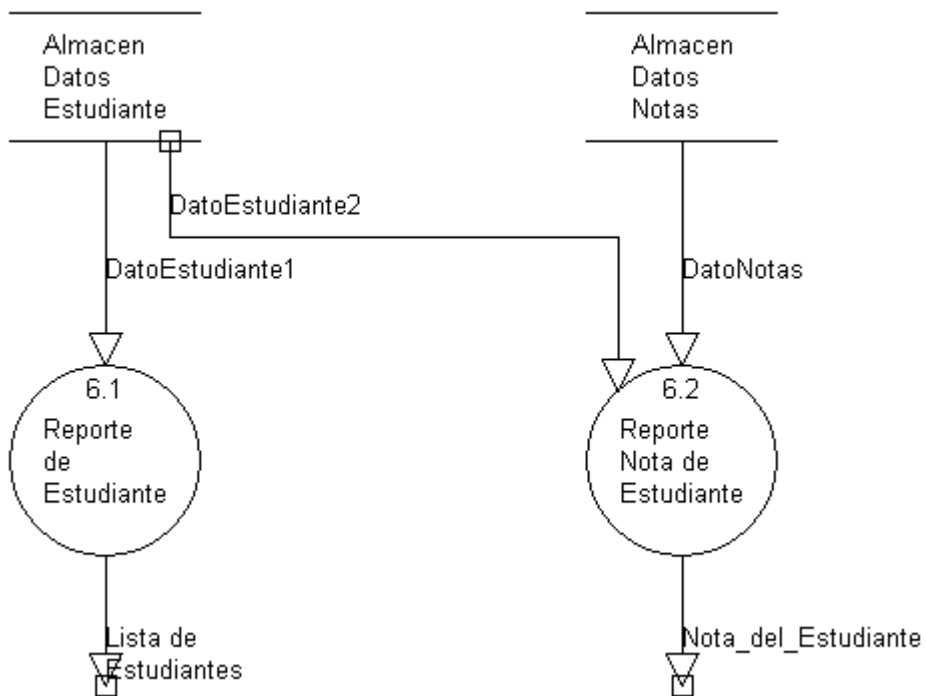 Almacen
Datos
Estudiante
Almacen
Datos
Notas
DatoEstudiante2
DatoEstudiante1
DatoNotas
6.1
Reporte
de
Estudiante
6.2
Reporte
Nota de
Estudiante
Lista de
Estudiantes
Nota_del_Estudiante